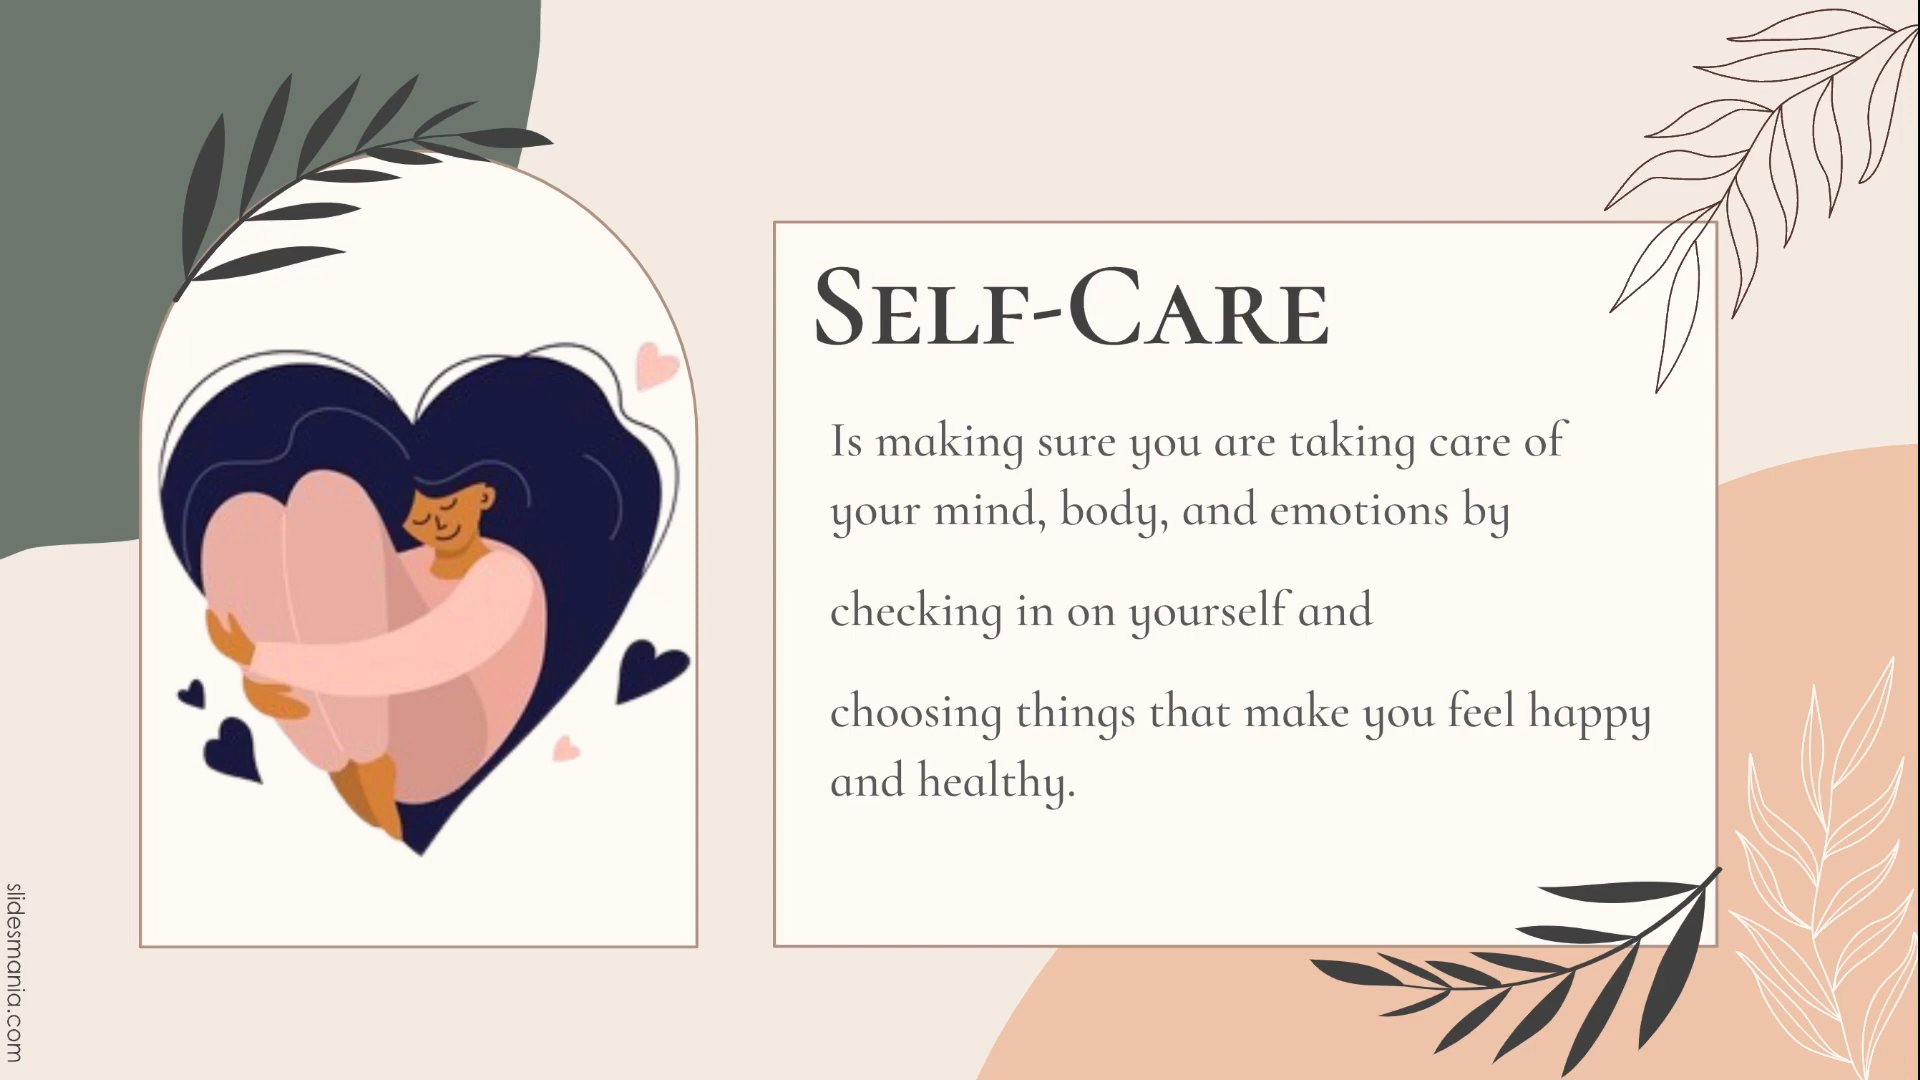 Self-Care
Is making sure you are taking care of
your mind, body, and emotions by
checking in on yourself and
choosing things that make you feel happy
and healthy.
slidesmania.com